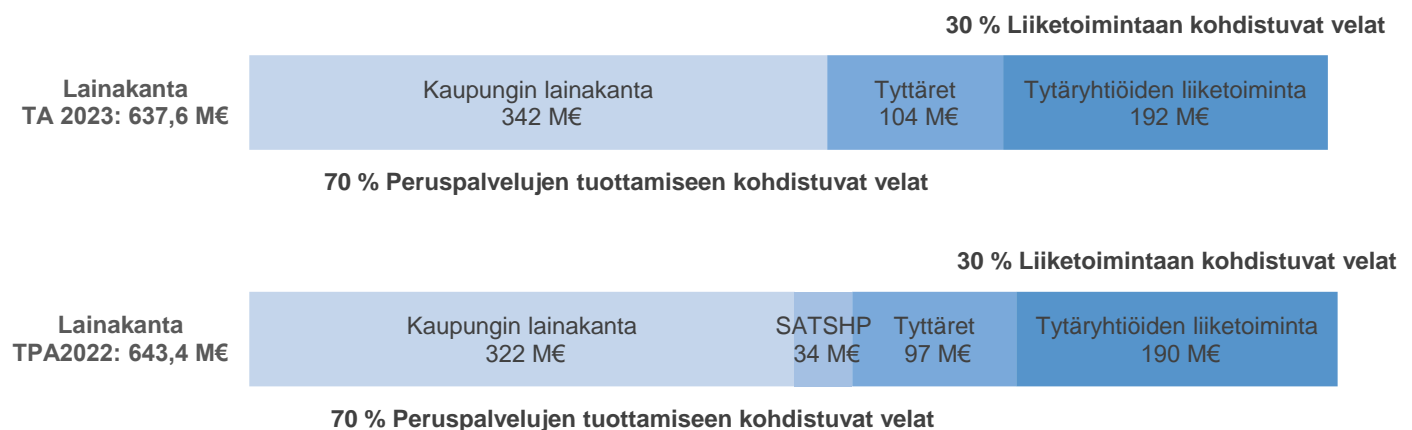 30 % Liiketoimintaan kohdistuvat velat
Lainakanta
TA 2023: 637,6 M€
Kaupungin lainakanta
342 M€
Tyttäret
104 M€
Tytäryhtiöiden liiketoiminta
192 M€
70 % Peruspalvelujen tuottamiseen kohdistuvat velat
30 % Liiketoimintaan kohdistuvat velat
Lainakanta
TPA2022: 643,4 M€
Kaupungin lainakanta
322 M€
SATSHP
34 M€
Tyttäret
97 M€
Tytäryhtiöiden liiketoiminta
190 M€
70 % Peruspalvelujen tuottamiseen kohdistuvat velat